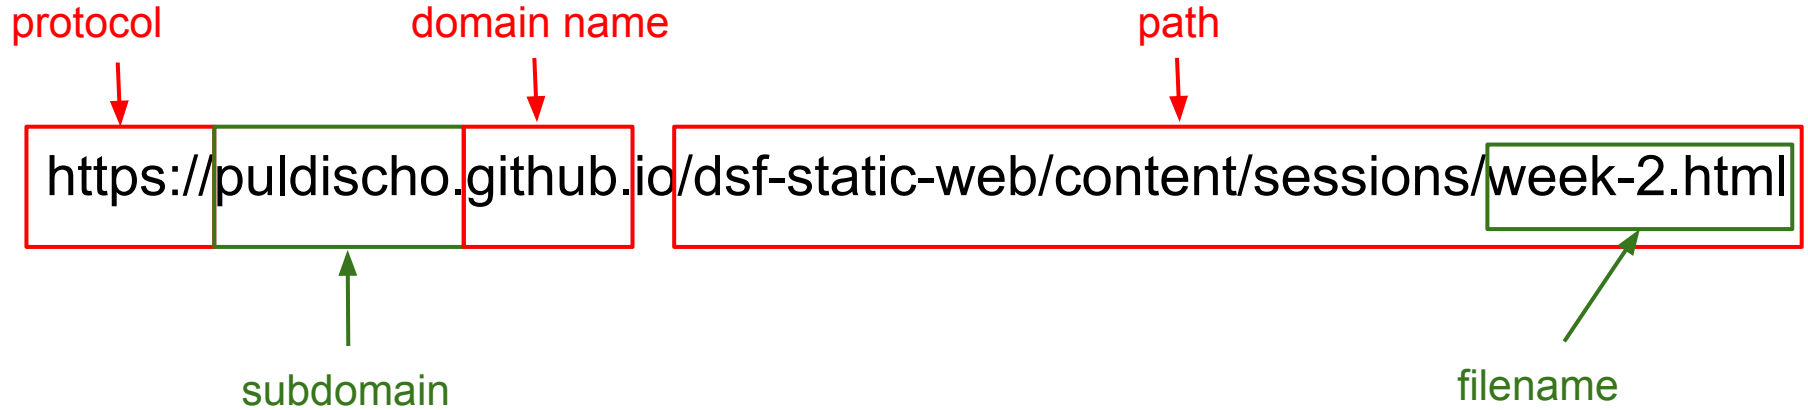 protocol domain name path
https://puldischo.github.io/dsf-static-web/content/sessions/week-2.html
subdomain filename